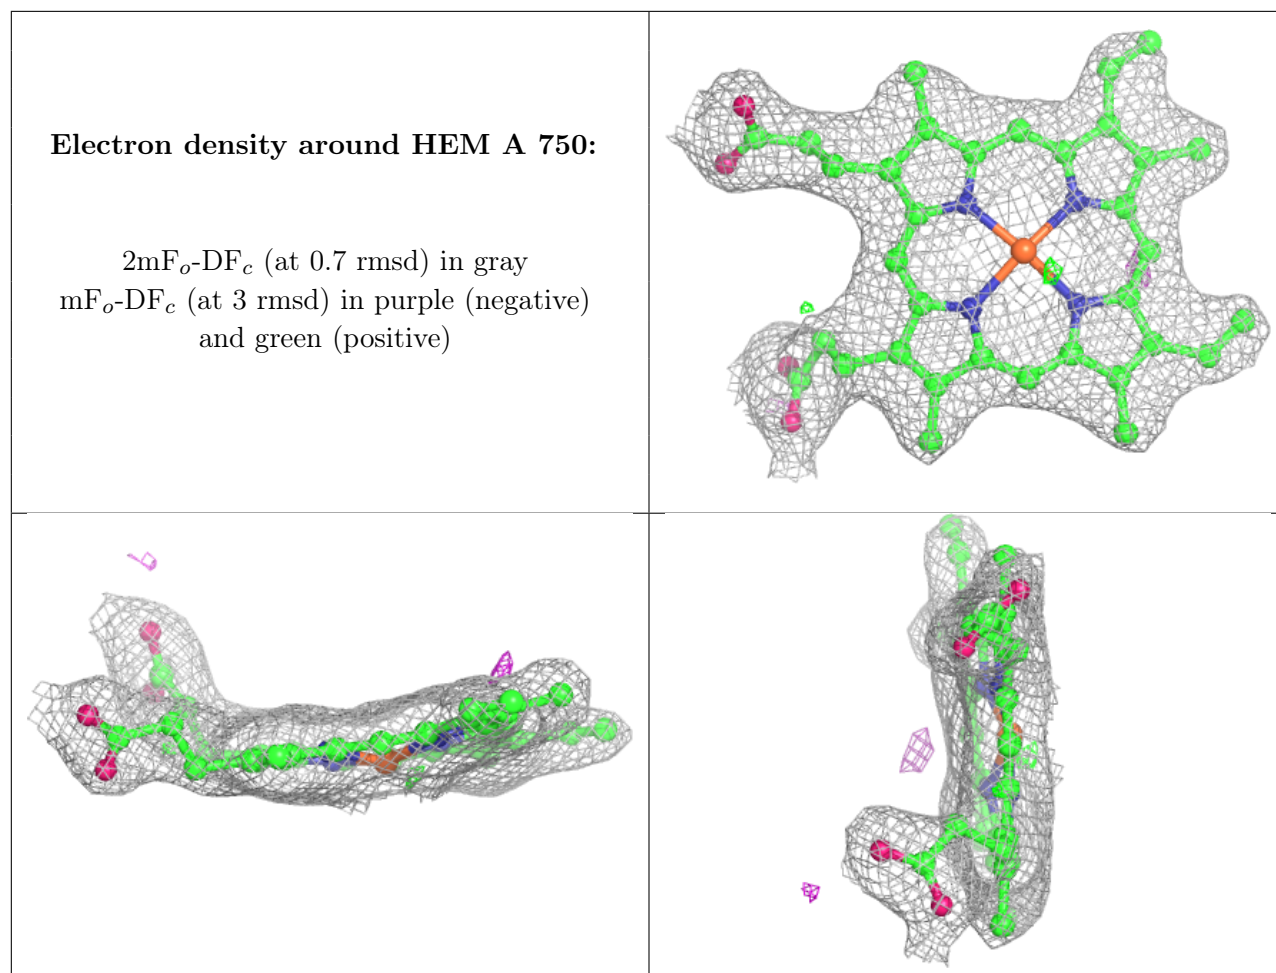 Electron density around HEM A 750:
2mFₒ-DF𝒸 (at 0.7 rmsd) in gray
mFₒ-DF𝒸 (at 3 rmsd) in purple (negative)
and green (positive)